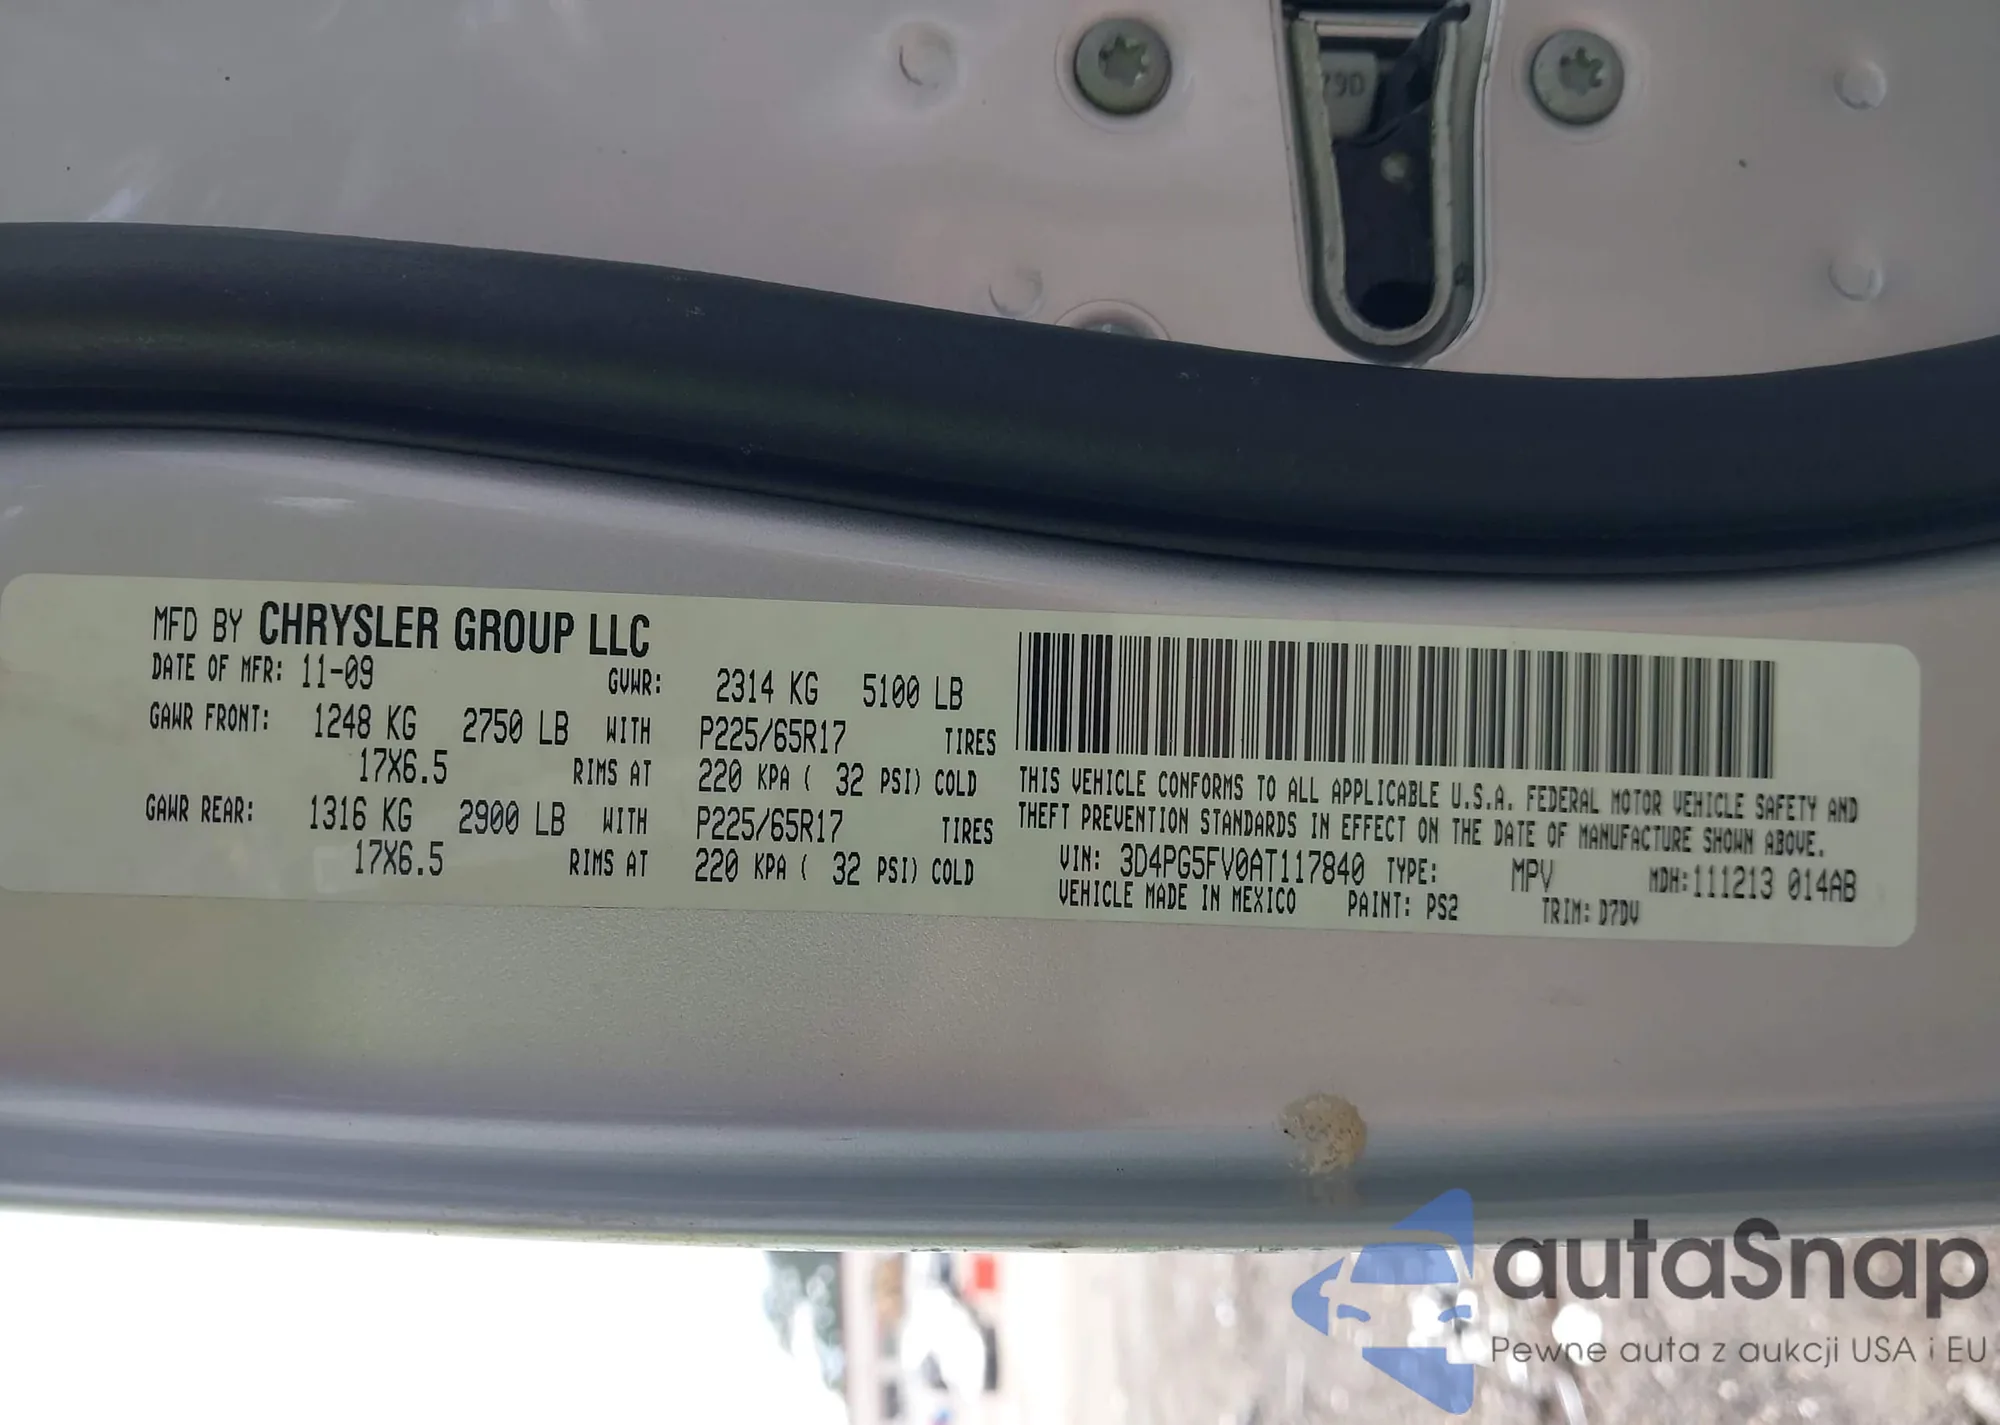 79D
MFD BY CHRYSLER GROUP LLC
DATE OF MFR: 11-09 GVWR: 2314 KG 5100 LB
GAWR FRONT: 1248 KG 2750 LB WITH P225/65R17 TIRES
17X6.5 RIMS AT 220 KPA ( 32 PSI) COLD
GAWR REAR: 1316 KG 2900 LB WITH P225/65R17 TIRES
17X6.5 RIMS AT 220 KPA ( 32 PSI) COLD
THIS VEHICLE CONFORMS TO ALL APPLICABLE U.S.A. FEDERAL MOTOR VEHICLE SAFETY AND
THEFT PREVENTION STANDARDS IN EFFECT ON THE DATE OF MANUFACTURE SHOWN ABOVE.
VIN: 3D4PG5FV0AT117840 TYPE: MPV MDH:111213 014AB
VEHICLE MADE IN MEXICO PAINT: PS2 TRIM: D7DV
autaSnap
Pewne auta z aukcji USA i EU